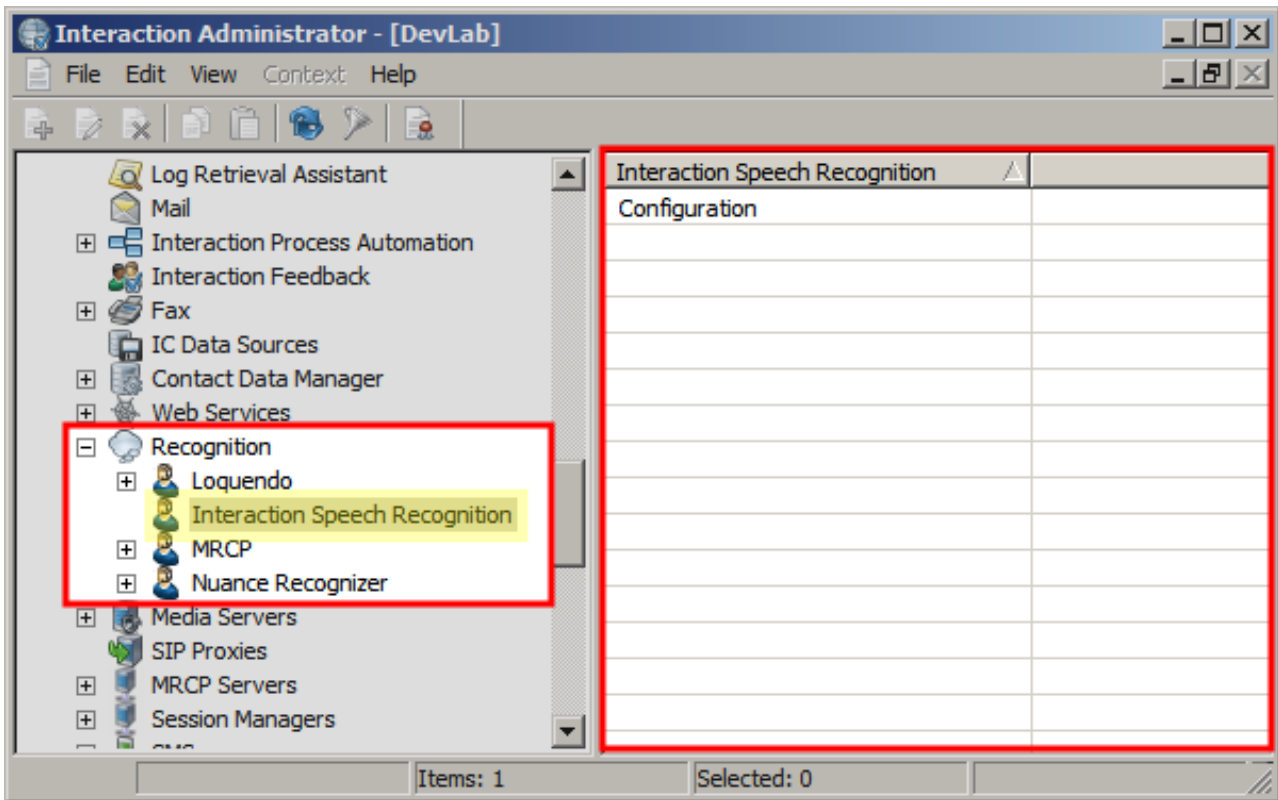 Interaction Administrator - [DevLab]
File Edit View Context Help
Log Retrieval Assistant
Mail
Interaction Process Automation
Interaction Feedback
Fax
IC Data Sources
Contact Data Manager
Web Services
Recognition
Loquendo
Interaction Speech Recognition
MRCP
Nuance Recognizer
Media Servers
SIP Proxies
MRCP Servers
Session Managers
Interaction Speech Recognition
Configuration
Items: 1
Selected: 0